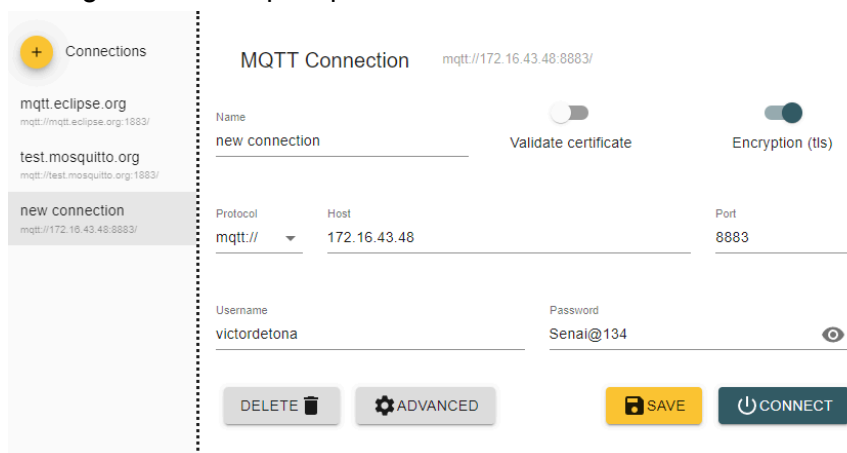 + Connections
mqtt.eclipse.org
mqtt://mqtt.eclipse.org:1883/
test.mosquitto.org
mqtt://test.mosquitto.org:1883/
new connection
mqtt://172.16.43.48:8883/
MQTT Connection mqtt://172.16.43.48:8883/
Name
new connection
Validate certificate
Encryption (tls)
Protocol Host Port
mqtt:// 172.16.43.48 8883
Username Password
victordetona Senai@134
DELETE ADVANCED SAVE CONNECT